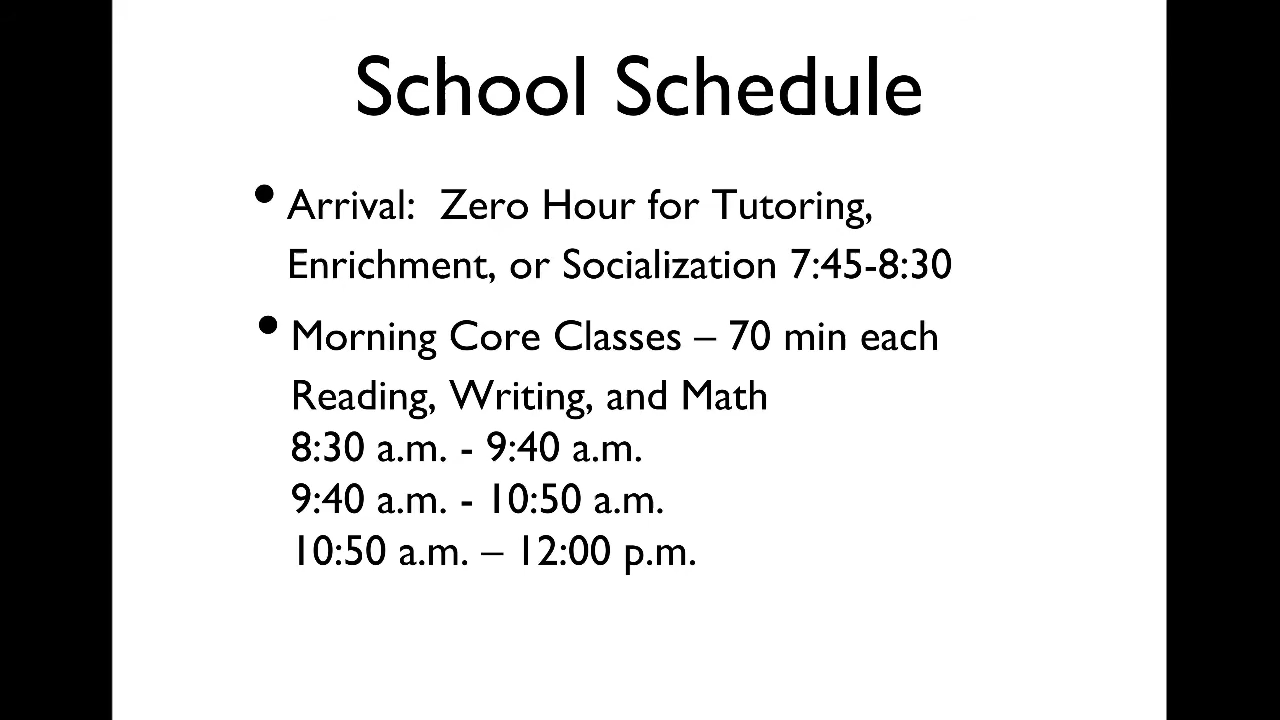 School Schedule
• Arrival:  Zero Hour for Tutoring,
Enrichment, or Socialization 7:45-8:30
• Morning Core Classes – 70 min each
Reading, Writing, and Math
8:30 a.m. - 9:40 a.m.
9:40 a.m. - 10:50 a.m.
10:50 a.m. – 12:00 p.m.